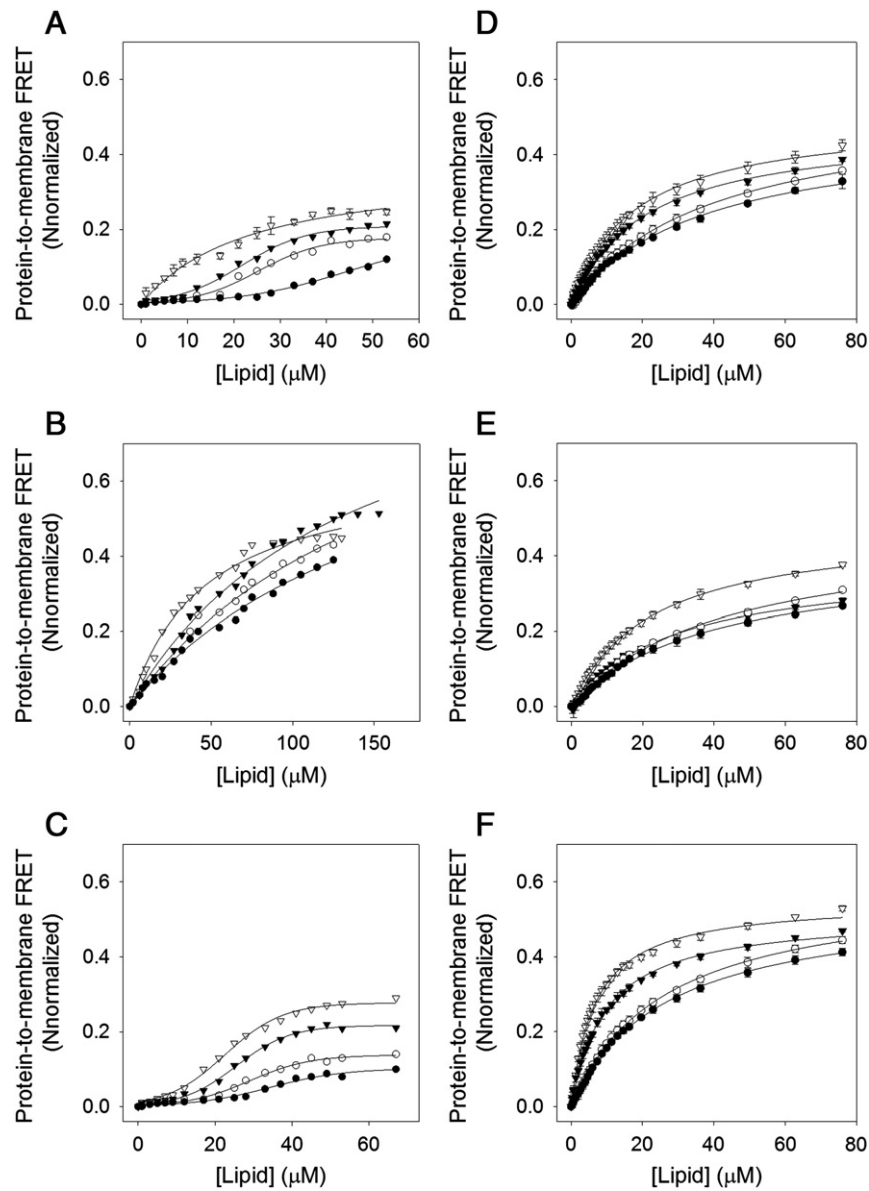 A
Protein-to-membrane FRET
(Nnormalized)
0.6
0.4
0.2
0.0
0 10 20 30 40 50 60
[Lipid] (μM)
B
Protein-to-membrane FRET
(Nnormalized)
0.6
0.4
0.2
0.0
0 50 100 150
[Lipid] (μM)
C
Protein-to-membrane FRET
(Nnormalized)
0.6
0.4
0.2
0.0
0 20 40 60
[Lipid] (μM)
D
Protein-to-membrane FRET
(Nnormalized)
0.6
0.4
0.2
0.0
0 20 40 60 80
[Lipid] (μM)
E
Protein-to-membrane FRET
(Nnormalized)
0.6
0.4
0.2
0.0
0 20 40 60 80
[Lipid] (μM)
F
Protein-to-membrane FRET
(Nnormalized)
0.6
0.4
0.2
0.0
0 20 40 60 80
[Lipid] (μM)